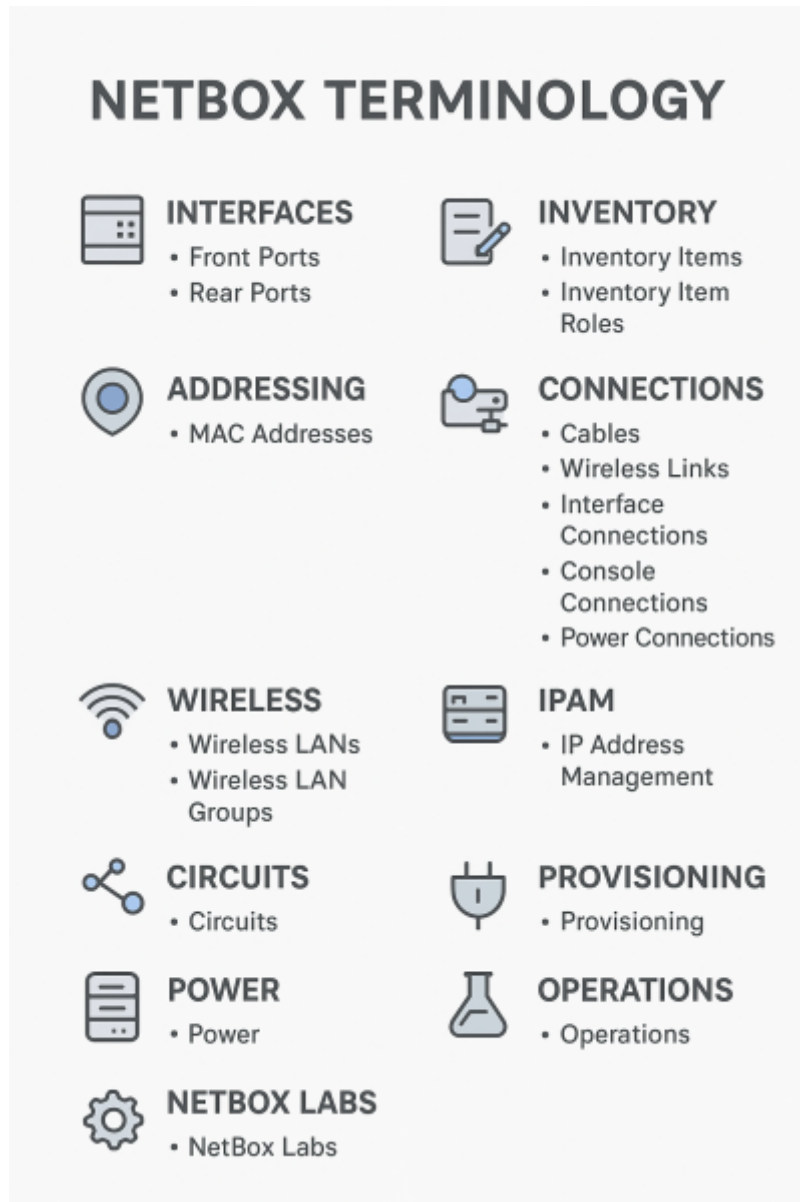 NETBOX TERMINOLOGY
INTERFACES
• Front Ports
• Rear Ports
INVENTORY
• Inventory Items
• Inventory Item
Roles
ADDRESSING
• MAC Addresses
CONNECTIONS
• Cables
• Wireless Links
• Interface
Connections
• Console
Connections
• Power Connections
WIRELESS
• Wireless LANs
• Wireless LAN
Groups
IPAM
• IP Address
Management
CIRCUITS
• Circuits
PROVISIONING
• Provisioning
POWER
• Power
OPERATIONS
• Operations
NETBOX LABS
• NetBox Labs